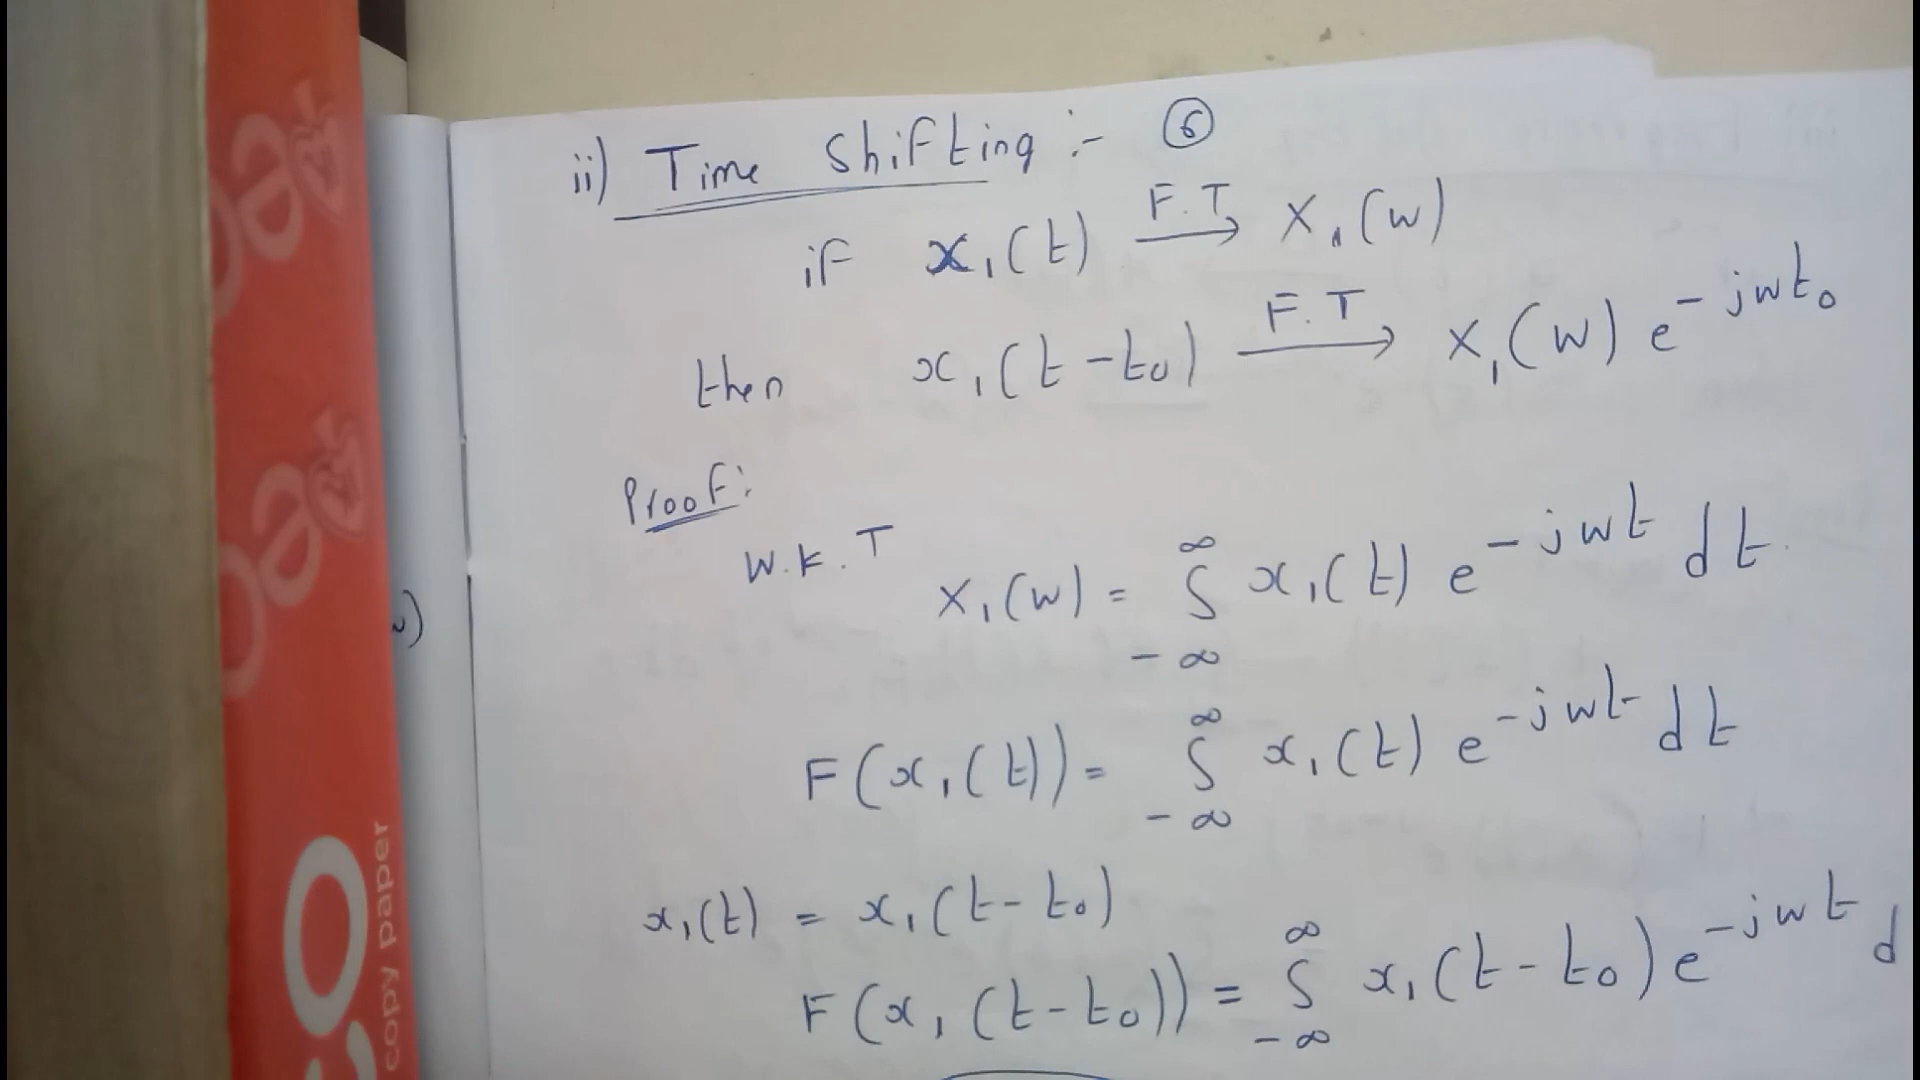 ii) Time Shifting :- ⑥
if x₁(t) F.T→ X₁(w)
then x₁(t-t₀) F.T→ X₁(w) e^-jwt₀
Proof:
W.K.T
X₁(w) = ∫_-∞^∞ x₁(t) e^-jwt dt
F(x₁(t)) = ∫_-∞^∞ x₁(t) e^-jwt dt
x₁(t) = x₁(t-t₀)
F(x₁(t-t₀)) = ∫_-∞^∞ x₁(t-t₀) e^-jwt d
copy paper